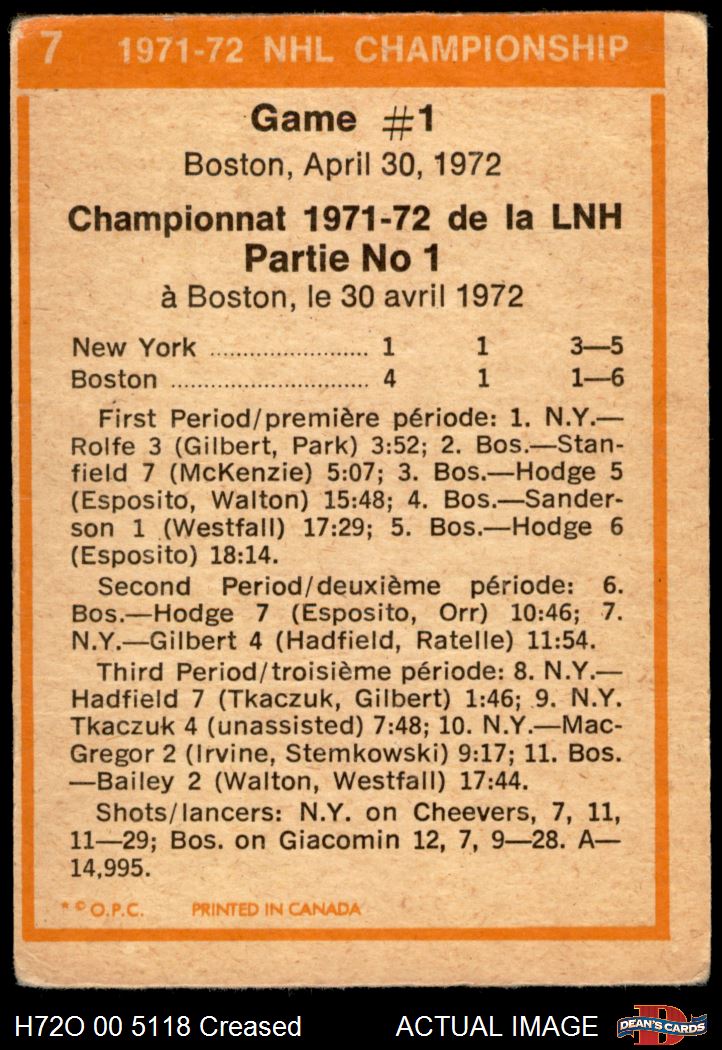 7 1971-72 NHL CHAMPIONSHIP
Game #1
Boston, April 30, 1972
Championnat 1971-72 de la LNH
Partie No 1
à Boston, le 30 avril 1972
New York ........................ 1 1 3—5
Boston .............................. 4 1 1—6
First Period/première période: 1. N.Y.—
Rolfe 3 (Gilbert, Park) 3:52; 2. Bos.—Stan-
field 7 (McKenzie) 5:07; 3. Bos.—Hodge 5
(Esposito, Walton) 15:48; 4. Bos.—Sander-
son 1 (Westfall) 17:29; 5. Bos.—Hodge 6
(Esposito) 18:14.
Second Period/deuxième période: 6.
Bos.—Hodge 7 (Esposito, Orr) 10:46; 7.
N.Y.—Gilbert 4 (Hadfield, Ratelle) 11:54.
Third Period/troisième période: 8. N.Y.—
Hadfield 7 (Tkaczuk, Gilbert) 1:46; 9. N.Y.
Tkaczuk 4 (unassisted) 7:48; 10. N.Y.—Mac-
Gregor 2 (Irvine, Stemkowski) 9:17; 11. Bos.
—Bailey 2 (Walton, Westfall) 17:44.
Shots/lancers: N.Y. on Cheevers, 7, 11,
11—29; Bos. on Giacomin 12, 7, 9—28. A—
14,995.
* © O.P.C. PRINTED IN CANADA
H72O 00 5118 Creased ACTUAL IMAGE D DEAN'S CARDS